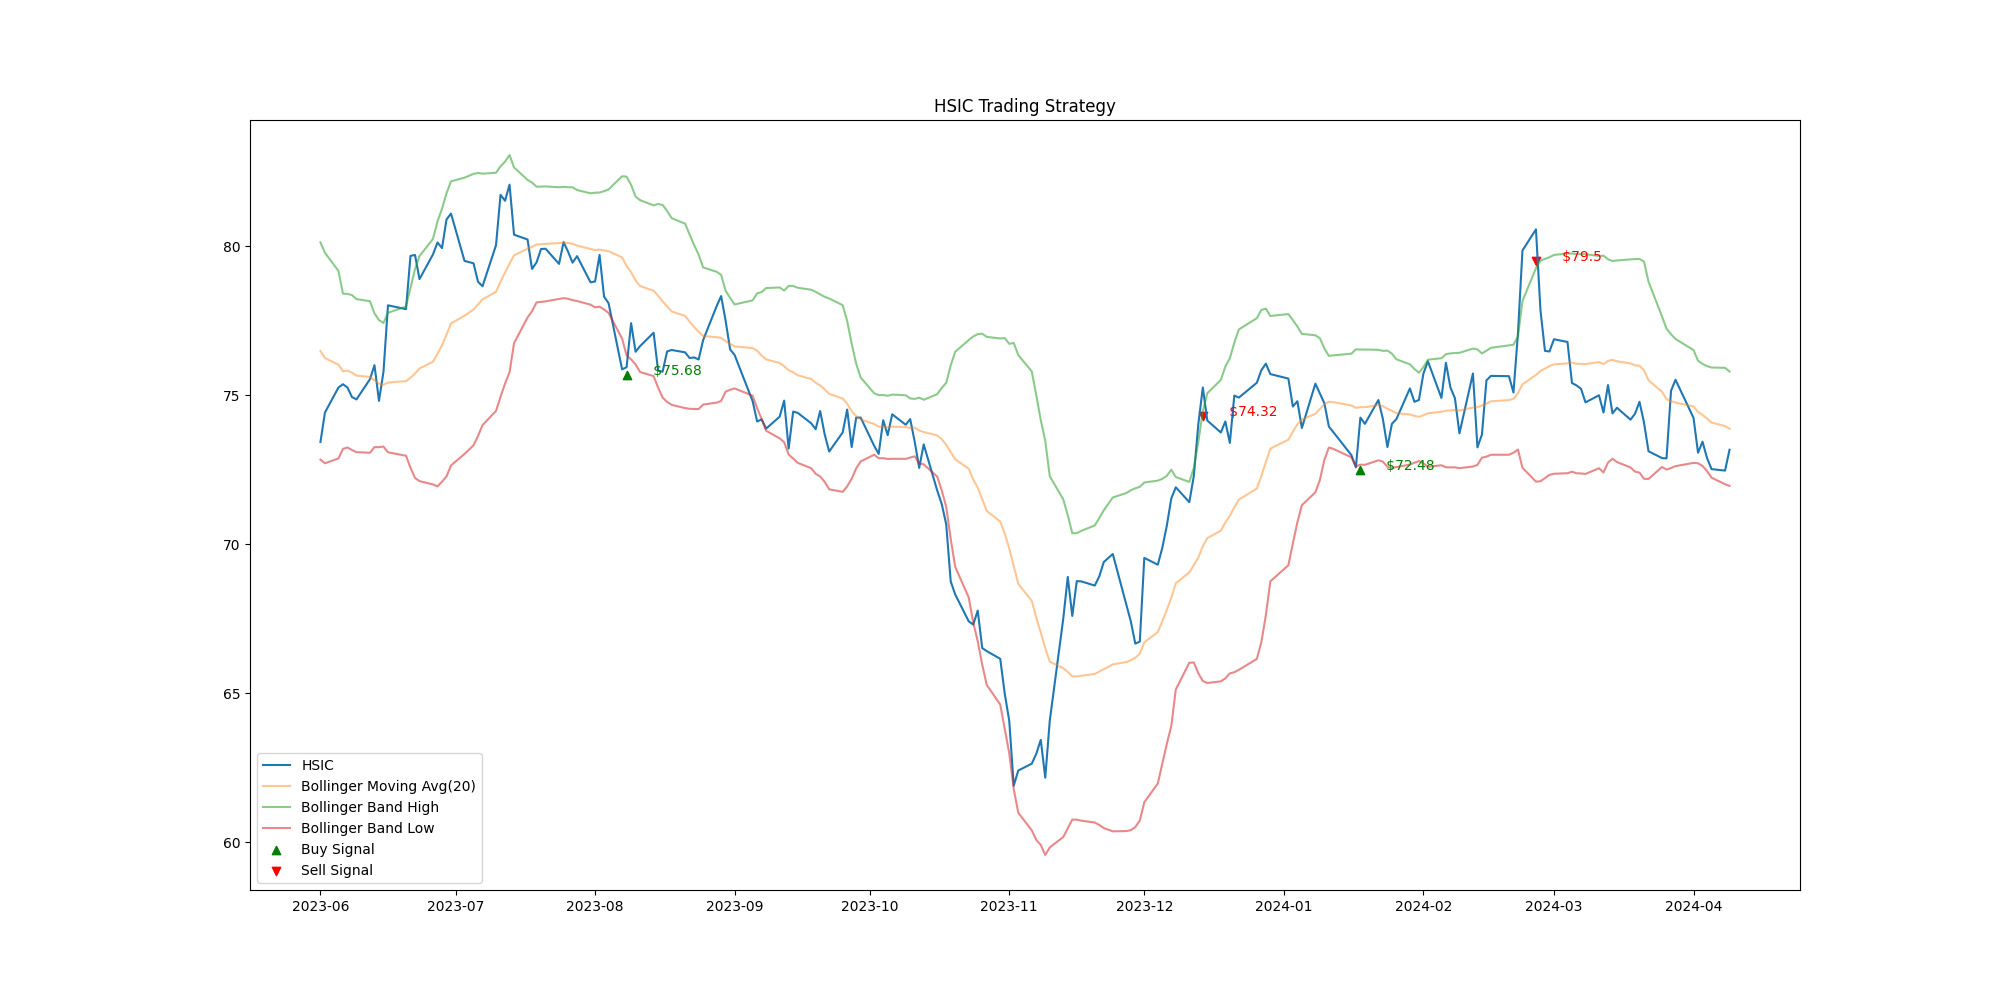 HSIC Trading Strategy
80
75
70
65
60
$75.68
$74.32
$72.48
$79.5
HSIC
Bollinger Moving Avg(20)
Bollinger Band High
Bollinger Band Low
Buy Signal
Sell Signal
2023-06 2023-07 2023-08 2023-09 2023-10 2023-11 2023-12 2024-01 2024-02 2024-03 2024-04